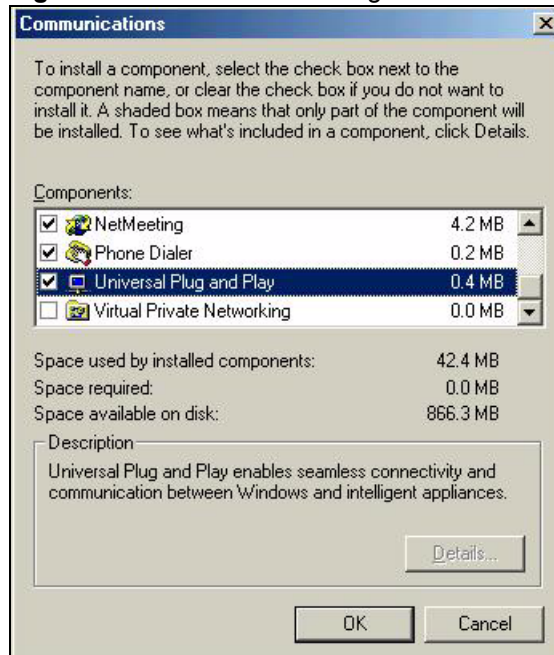 Communications
To install a component, select the check box next to the
component name, or clear the check box if you do not want to
install it. A shaded box means that only part of the component will
be installed. To see what's included in a component, click Details.
Components:
NetMeeting 4.2 MB
Phone Dialer 0.2 MB
Universal Plug and Play 0.4 MB
Virtual Private Networking 0.0 MB
Space used by installed components: 42.4 MB
Space required: 0.0 MB
Space available on disk: 866.3 MB
Description
Universal Plug and Play enables seamless connectivity and
communication between Windows and intelligent appliances.
Details...
OK Cancel